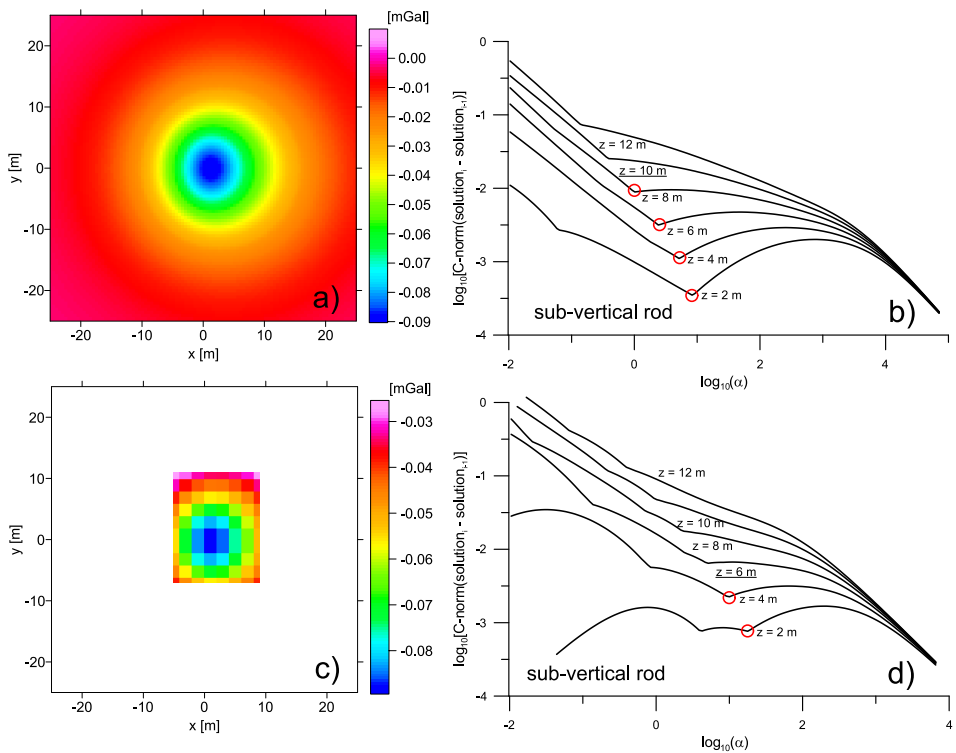 [mGal]
20
10
0
-10
-20
y [m]
-20
-10
0
10
20
x [m]
a)
0.00
-0.01
-0.02
-0.03
-0.04
-0.05
-0.06
-0.07
-0.08
-0.09
0
-1
-2
-3
-4
log10[C-norm(solutioni - solutioni-1)]
z = 12 m
z = 10 m
z = 8 m
z = 6 m
z = 4 m
z = 2 m
sub-vertical rod
b)
-2
0
2
4
log10(α)
[mGal]
20
10
0
-10
-20
y [m]
-20
-10
0
10
20
x [m]
c)
-0.03
-0.04
-0.05
-0.06
-0.07
-0.08
0
-1
-2
-3
-4
log10[C-norm(solutioni - solutioni-1)]
z = 12 m
z = 10 m
z = 8 m
z = 6 m
z = 4 m
z = 2 m
sub-vertical rod
d)
-2
0
2
4
log10(α)